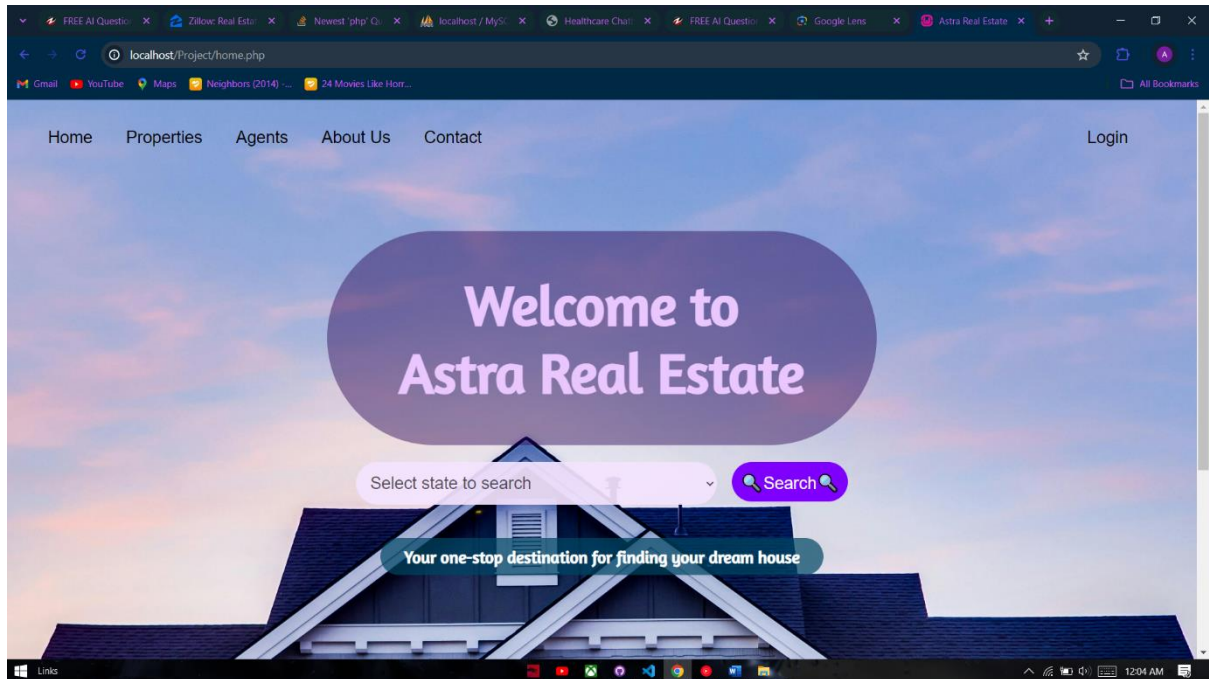 FREE AI Question
Zillow: Real Estat
Newest 'php' Qu
localhost / MySQ
Healthcare Chatl
FREE AI Question
Google Lens
Astra Real Estate
localhost/Project/home.php
A
Gmail
YouTube
Maps
Neighbors (2014) -...
24 Movies Like Horr...
All Bookmarks
Home Properties Agents About Us Contact Login
Welcome to
Astra Real Estate
Select state to search
Search
Your one-stop destination for finding your dream house
Links
12:04 AM